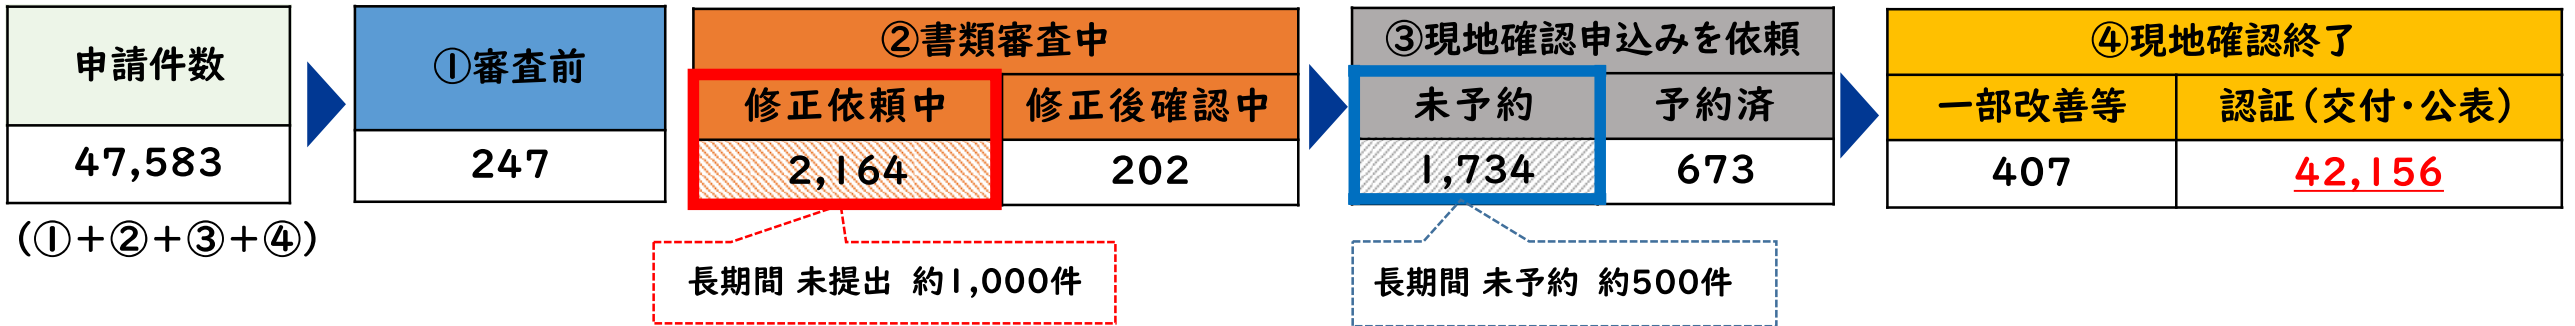 申請件数
47,583
(①+②+③+④)
①審査前
247
②書類審査中
修正依頼中
修正後確認中
2,164
202
長期間 未提出 約1,000件
③現地確認申込みを依頼
未予約
予約済
1,734
673
長期間 未予約 約500件
④現地確認終了
一部改善等
認証(交付・公表)
407
42,156